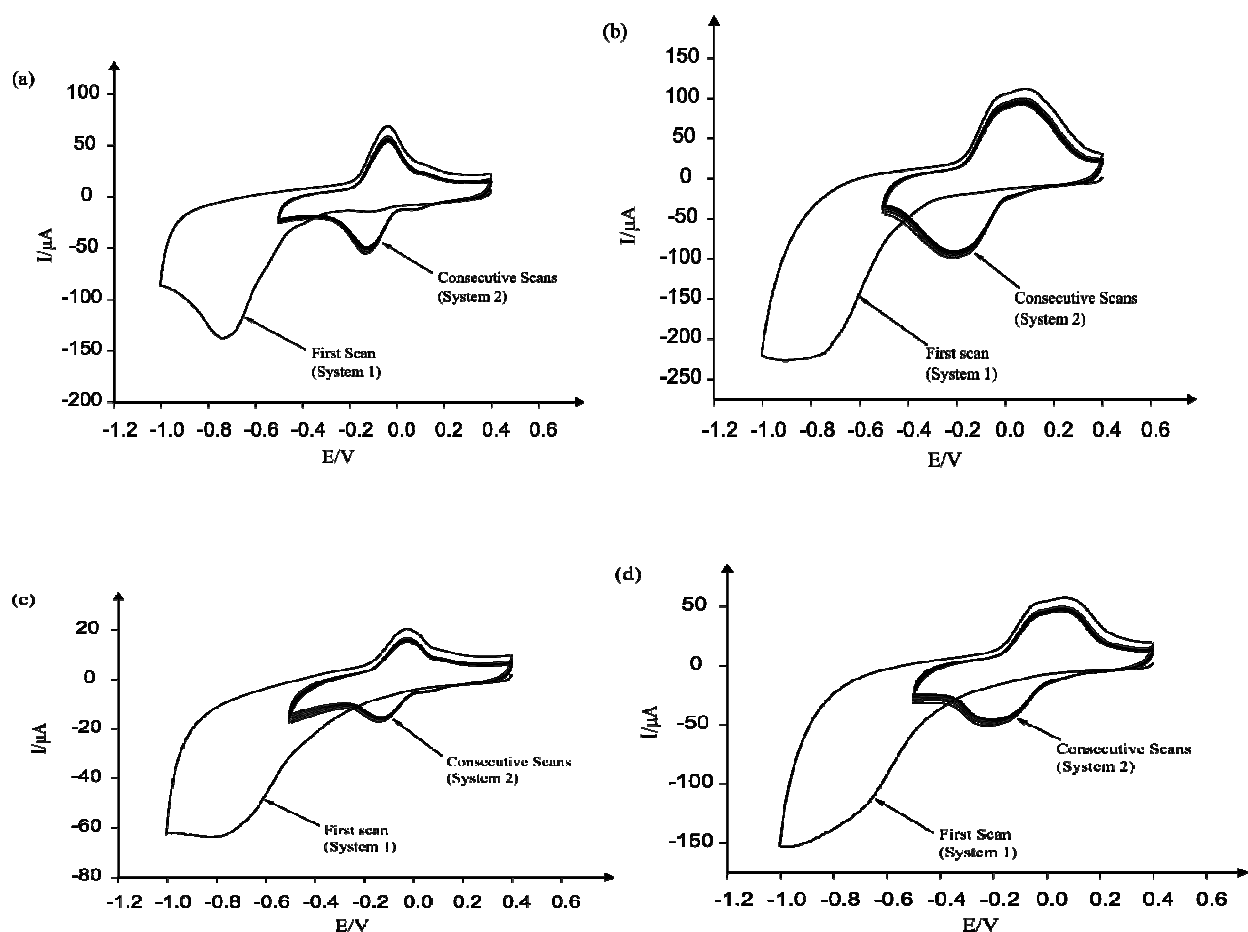 (a)
100
50
0
-50
-100
-150
-200
I/µA
Consecutive Scans
(System 2)
First Scan
(System 1)
-1.2 -1.0 -0.8 -0.6 -0.4 -0.2 0.0 0.2 0.4 0.6
E/V
(b)
150
100
50
0
-50
-100
-150
-200
-250
I/µA
Consecutive Scans
(System 2)
First scan
(System 1)
-1.2 -1.0 -0.8 -0.6 -0.4 -0.2 0.0 0.2 0.4 0.6
E/V
(c)
20
0
-20
-40
-60
-80
I/µA
Consecutive Scans
(System 2)
First scan
(System 1)
-1.2 -1.0 -0.8 -0.6 -0.4 -0.2 0.0 0.2 0.4 0.6
E/V
(d)
50
0
-50
-100
-150
I/µA
Consecutive Scans
(System 2)
First Scan
(System 1)
-1.2 -1.0 -0.8 -0.6 -0.4 -0.2 0.0 0.2 0.4 0.6
E/V